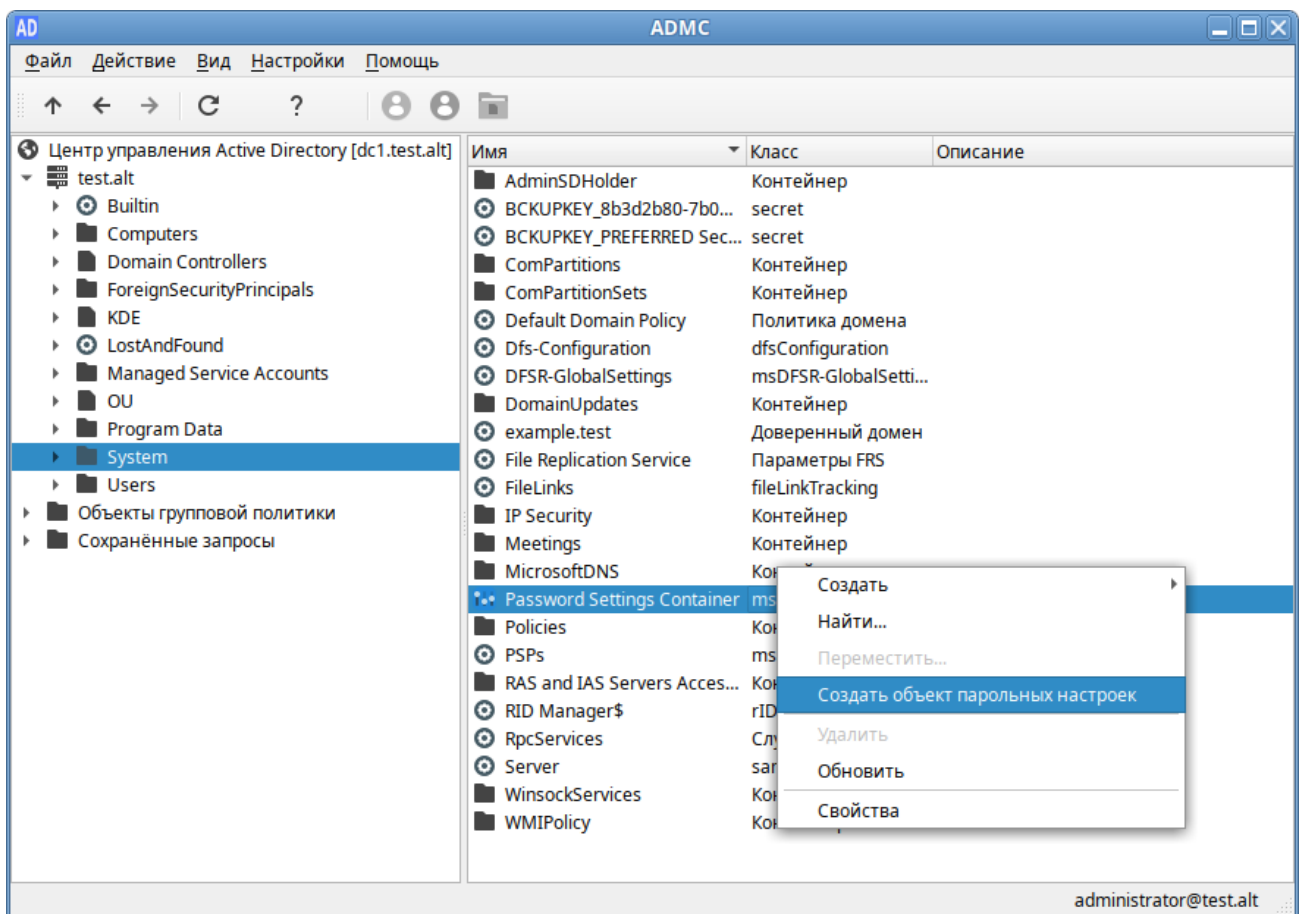 AD ADMC
Файл Действие Вид Настройки Помощь
?
Центр управления Active Directory [dc1.test.alt]
test.alt
Builtin
Computers
Domain Controllers
ForeignSecurityPrincipals
KDE
LostAndFound
Managed Service Accounts
OU
Program Data
System
Users
Объекты групповой политики
Сохранённые запросы
Имя Класс Описание
AdminSDHolder Контейнер
BCKUPKEY_8b3d2b80-7b0... secret
BCKUPKEY_PREFERRED Sec... secret
ComPartitions Контейнер
ComPartitionSets Контейнер
Default Domain Policy Политика домена
Dfs-Configuration dfsConfiguration
DFSR-GlobalSettings msDFSR-GlobalSetti...
DomainUpdates Контейнер
example.test Доверенный домен
File Replication Service Параметры FRS
FileLinks fileLinkTracking
IP Security Контейнер
Meetings Контейнер
MicrosoftDNS
Password Settings Container ms
Policies
PSPs ms
RAS and IAS Servers Acces...
RID Manager$ rID
RpcServices
Server
WinsockServices
WMIPolicy
Создать
Найти...
Переместить...
Создать объект парольных настроек
Удалить
Обновить
Свойства
administrator@test.alt